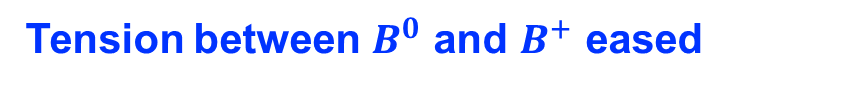 Tension between B⁰ and B⁺ eased